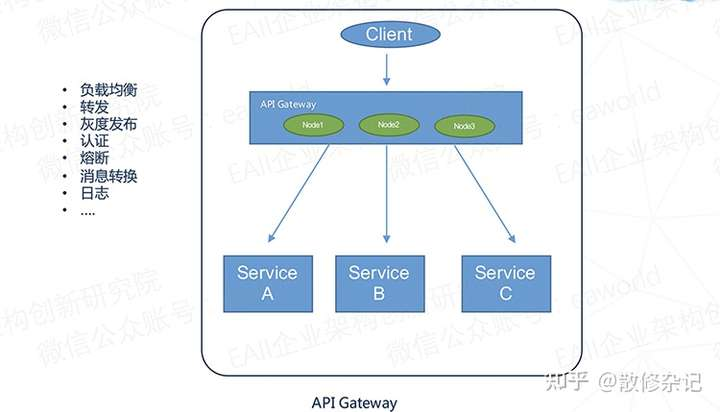 Client
API Gateway
Node1
Node2
Node3
• 负载均衡
• 转发
• 灰度发布
• 认证
• 熔断
• 消息转换
• 日志
• ....
Service
A
Service
B
Service
C
API Gateway
知乎 @散修杂记
EAII企业架构创新研究院
微信公众账号:eaworld